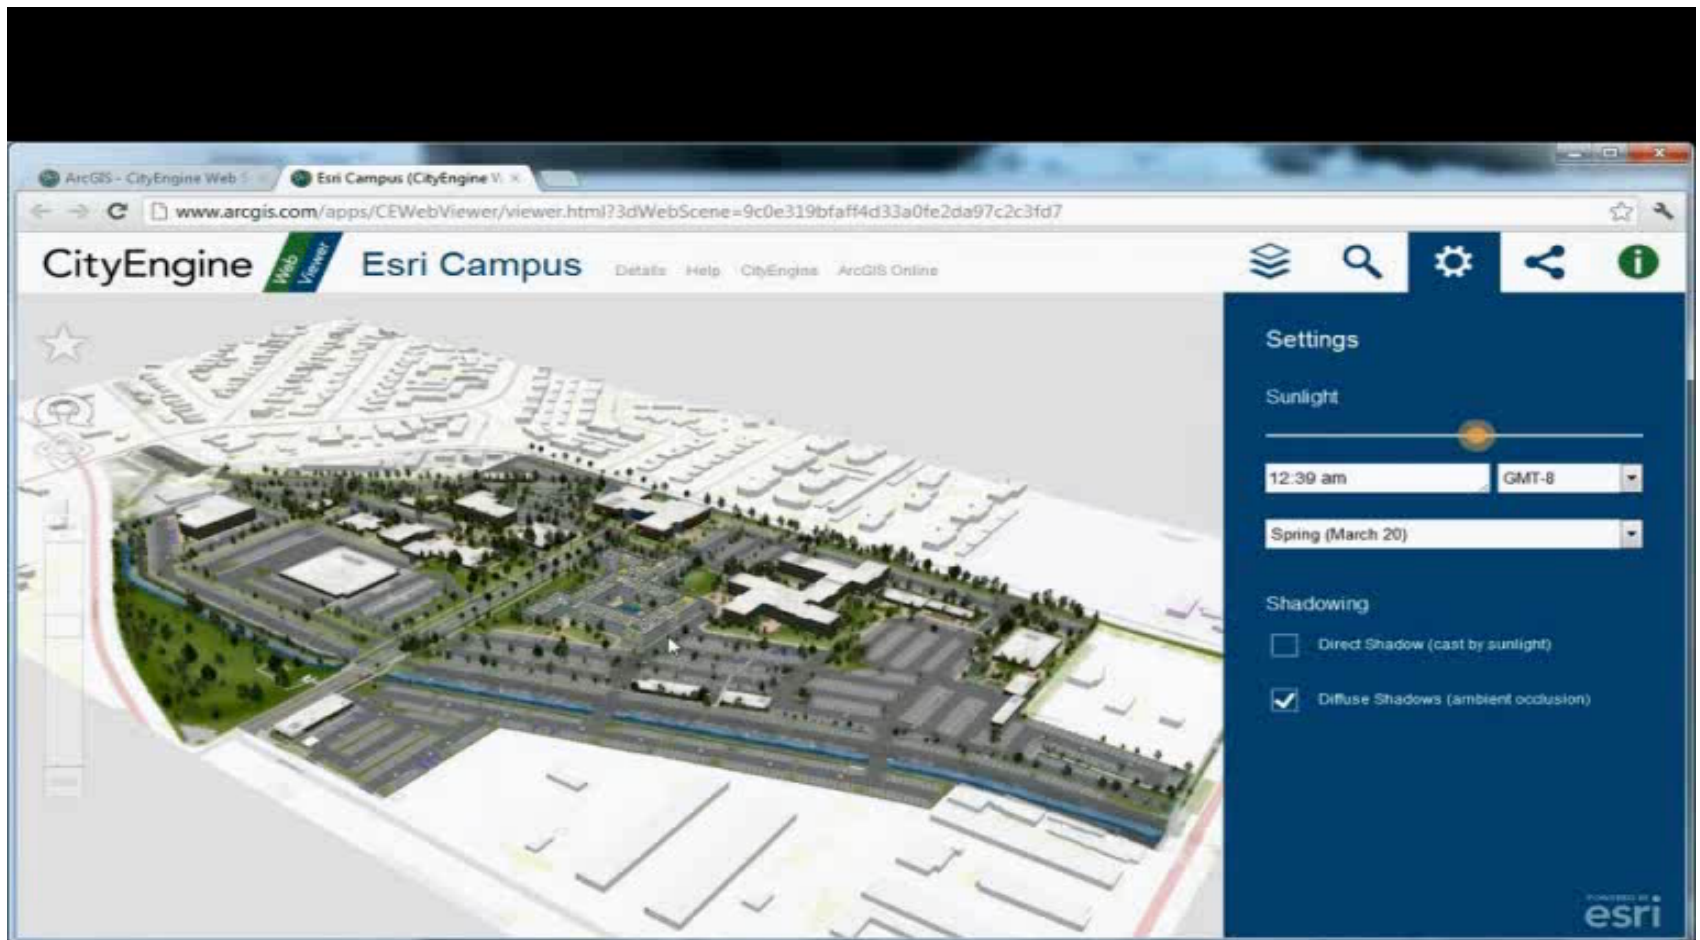 ArcGIS - CityEngine Web S
Esri Campus (CityEngine V
www.arcgis.com/apps/CEWebViewer/viewer.html?3dWebScene=9c0e319bfaff4d33a0fe2da97c2c3fd7
CityEngine Web Viewer Esri Campus Details Help CityEngine ArcGIS Online
Settings
Sunlight
12:39 am GMT-8
Spring (March 20)
Shadowing
Direct Shadow (cast by sunlight)
Diffuse Shadows (ambient occlusion)
POWERED BY
esri